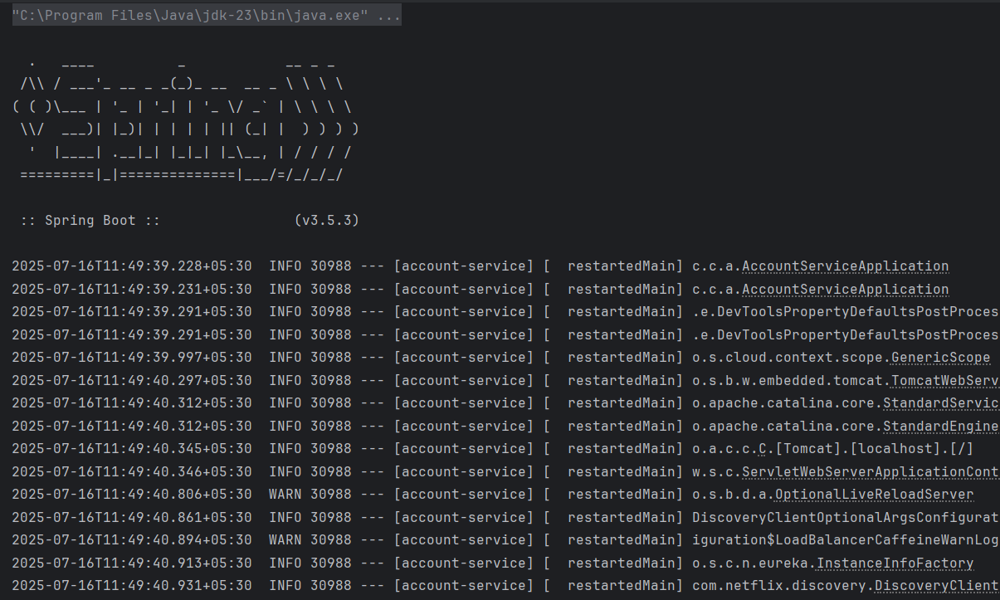 "C:\Program Files\Java\jdk-23\bin\java.exe" ...
  .   ____          _            __ _ _
 /\\ / ___'_ __ _ _(_)_ __  __ _ \ \ \ \
( ( )\___ | '_ | '_| | '_ \/ _` | \ \ \ \
 \\/  ___)| |_)| | | | | || (_| |  ) ) ) )
  '  |____| .__|_| |_|_| |_\__, | / / / /
 =========|_|==============|___/=/_/_/_/
 :: Spring Boot ::                (v3.5.3)
2025-07-16T11:49:39.228+05:30  INFO 30988 --- [account-service] [  restartedMain] c.c.a.AccountServiceApplication
2025-07-16T11:49:39.231+05:30  INFO 30988 --- [account-service] [  restartedMain] c.c.a.AccountServiceApplication
2025-07-16T11:49:39.291+05:30  INFO 30988 --- [account-service] [  restartedMain] .e.DevToolsPropertyDefaultsPostProces
2025-07-16T11:49:39.291+05:30  INFO 30988 --- [account-service] [  restartedMain] .e.DevToolsPropertyDefaultsPostProces
2025-07-16T11:49:39.997+05:30  INFO 30988 --- [account-service] [  restartedMain] o.s.cloud.context.scope.GenericScope
2025-07-16T11:49:40.297+05:30  INFO 30988 --- [account-service] [  restartedMain] o.s.b.w.embedded.tomcat.TomcatWebServ
2025-07-16T11:49:40.312+05:30  INFO 30988 --- [account-service] [  restartedMain] o.apache.catalina.core.StandardServic
2025-07-16T11:49:40.312+05:30  INFO 30988 --- [account-service] [  restartedMain] o.apache.catalina.core.StandardEngine
2025-07-16T11:49:40.345+05:30  INFO 30988 --- [account-service] [  restartedMain] o.a.c.c.C.[Tomcat].[localhost].[/]
2025-07-16T11:49:40.346+05:30  INFO 30988 --- [account-service] [  restartedMain] w.s.c.ServletWebServerApplicationCont
2025-07-16T11:49:40.806+05:30  WARN 30988 --- [account-service] [  restartedMain] o.s.b.d.a.OptionalLiveReloadServer
2025-07-16T11:49:40.861+05:30  INFO 30988 --- [account-service] [  restartedMain] DiscoveryClientOptionalArgsConfigurat
2025-07-16T11:49:40.894+05:30  WARN 30988 --- [account-service] [  restartedMain] iguration$LoadBalancerCaffeineWarnLog
2025-07-16T11:49:40.913+05:30  INFO 30988 --- [account-service] [  restartedMain] o.s.c.n.eureka.InstanceInfoFactory
2025-07-16T11:49:40.931+05:30  INFO 30988 --- [account-service] [  restartedMain] com.netflix.discovery.DiscoveryClient